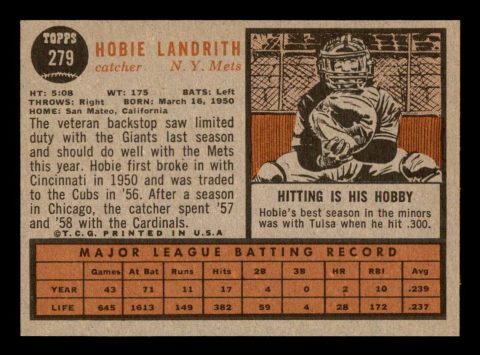 TOPPS
279
HOBIE LANDRITH
catcher N. Y. Mets
HT: 5:08 WT: 175 BATS: Left
THROWS: Right BORN: March 16, 1950
HOME: San Mateo, California
The veteran backstop saw limited
duty with the Giants last season
and should do well with the Mets
this year. Hobie first broke in with
Cincinnati in 1950 and was traded
to the Cubs in '56. After a season
in Chicago, the catcher spent '57
and '58 with the Cardinals.
©T.C.G. PRINTED IN U.S.A
HITTING IS HIS HOBBY
Hobie's best season in the minors
was with Tulsa when he hit .300.
MAJOR LEAGUE BATTING RECORD
Games At Bat Runs Hits 2B 3B HR RBI Avg
YEAR 43 71 11 17 4 0 2 10 .239
LIFE 645 1613 149 382 59 4 28 172 .237